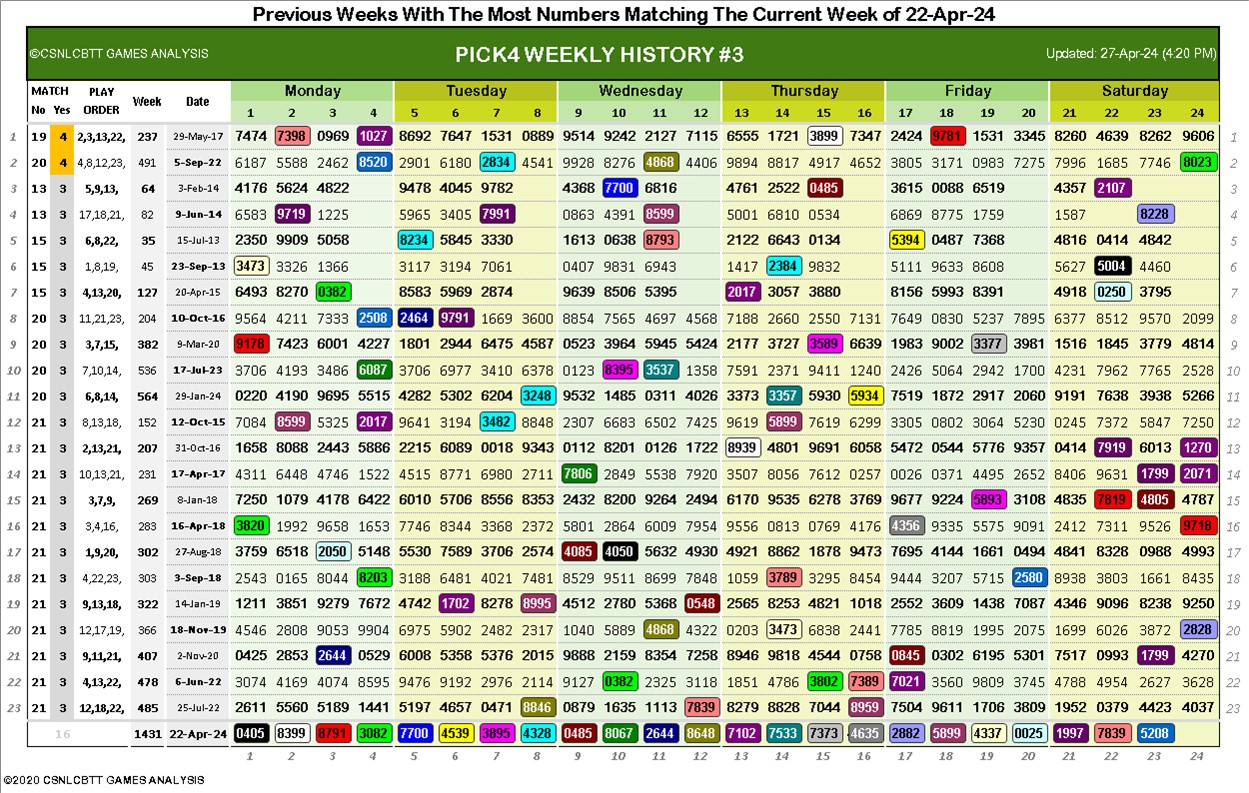 Previous Weeks With The Most Numbers Matching The Current Week of 22-Apr-24
©CSNLCBTT GAMES ANALYSIS PICK4 WEEKLY HISTORY #3 Updated: 27-Apr-24 (4:20 PM)
MATCH PLAY Week Date Monday Tuesday Wednesday Thursday Friday Saturday
No Yes ORDER 1 2 3 4 5 6 7 8 9 10 11 12 13 14 15 16 17 18 19 20 21 22 23 24
1 19 4 2,3,13,22, 237 29-May-17 7474 7398 0969 1027 8692 7647 1531 0889 9514 9242 2127 7115 6555 1721 3899 7347 2424 9781 1531 3345 8260 4639 8262 9606 1
2 20 4 4,8,12,23, 491 5-Sep-22 6187 5588 2462 8520 2901 6180 2834 4541 9928 8276 4868 4406 9894 8817 4917 4652 3805 3171 0983 7275 7996 1685 7746 8023 2
3 13 3 5,9,13, 64 3-Feb-14 4176 5624 4822 9478 4045 9782 4368 7700 6816 4761 2522 0485 3615 0088 6519 4357 2107 3
4 13 3 17,18,21, 82 9-Jun-14 6583 9719 1225 5965 3405 7991 0863 4391 8599 5001 6810 0534 6869 8775 1759 1587 8228 4
5 15 3 6,8,22, 35 15-Jul-13 2350 9909 5058 8234 5845 3330 1613 0638 8793 2122 6643 0134 5394 0487 7368 4816 0414 4842 5
6 15 3 1,8,19, 45 23-Sep-13 3473 3326 1366 3117 3194 7061 0407 9831 6943 1417 2384 9832 5111 9633 8608 5627 5004 4460 6
7 15 3 4,13,20, 127 20-Apr-15 6493 8270 0382 8583 5969 2874 9639 8506 5395 2017 3057 3880 8156 5993 8391 4918 0250 3795 7
8 20 3 11,21,23, 204 10-Oct-16 9564 4211 7333 2508 2464 9791 1669 3600 8854 7565 4697 4568 7188 2660 2550 7131 7649 0830 5237 7895 6377 8512 9570 2099 8
9 20 3 3,7,15, 382 9-Mar-20 9178 7423 6001 4227 1801 2944 6475 4587 0523 3964 5945 5424 2177 3727 3589 6639 1983 9002 3377 3981 1516 1845 3779 4814 9
10 20 3 7,10,14, 536 17-Jul-23 3706 4193 3486 6087 3706 6977 3410 6378 0123 8395 3537 1358 7591 2371 9411 1240 2426 5064 2942 1700 4231 7962 7765 2528 10
11 20 3 6,8,14, 564 29-Jan-24 0220 4190 9695 5515 4282 5302 6204 3248 9532 1485 0311 4026 3373 3357 5930 5934 7519 1872 2917 2060 9191 7638 3938 5266 11
12 21 3 8,13,18, 152 12-Oct-15 7084 8599 5325 2017 9641 3194 3482 8848 2307 6683 6502 7425 9619 5899 7619 6299 3305 0802 3064 5230 0245 7372 5847 7250 12
13 21 3 2,13,21, 207 31-Oct-16 1658 8088 2443 5886 2215 6089 0018 9343 0112 8201 0126 1722 8939 4801 9691 6058 5472 0544 5776 9357 0414 7919 6013 1270 13
14 21 3 10,13,21, 231 17-Apr-17 4311 6448 4746 1522 4515 8771 6980 2711 7806 2849 5538 7920 3507 8056 7612 0257 0026 0371 4495 2652 8406 9631 1799 2071 14
15 21 3 3,7,9, 269 8-Jan-18 7250 1079 4178 6422 6010 5706 8556 8353 2432 8200 9264 2494 6170 9535 6278 3769 9677 9224 5893 3108 4835 7819 4805 4787 15
16 21 3 3,4,16, 283 16-Apr-18 3820 1992 9658 1653 7746 8344 3368 2372 5801 2864 6009 7954 9556 0813 0769 4176 4356 9335 5575 9091 2412 7311 9526 9718 16
17 21 3 1,9,20, 302 27-Aug-18 3759 6518 2050 5148 5530 7589 3706 2574 4085 4050 5632 4930 4921 8862 1878 9473 7695 4144 1661 0494 4841 8328 0988 4993 17
18 21 3 4,22,23, 303 3-Sep-18 2543 0165 8044 8203 3188 6481 4021 7481 8529 9511 8699 7848 1059 3789 3295 8454 9444 3207 5715 2580 8938 3803 1661 8435 18
19 21 3 9,13,18, 322 14-Jan-19 1211 3851 9279 7672 4742 1702 8278 8995 4512 2780 5368 0548 2565 8253 4821 1018 2552 3609 1438 7087 4346 9096 8238 9250 19
20 21 3 12,17,19, 366 18-Nov-19 4546 2808 9053 9904 6975 5902 2482 2317 1040 5889 4868 4322 0203 3473 6838 2441 7785 8819 1995 2075 1699 6026 3872 2828 20
21 21 3 9,11,21, 407 2-Nov-20 0425 2853 2644 0529 6008 5358 2176 2015 9888 2159 8354 7258 8946 9818 4544 0758 0845 0302 6195 5301 7517 0993 1799 4270 21
22 21 3 4,13,22, 478 6-Jun-22 3074 4169 4074 8595 9476 9192 2976 2114 9127 0382 2325 3118 1851 4786 3802 7389 7021 3560 9809 3745 4788 4954 2627 3628 22
23 21 3 12,18,22, 485 25-Jul-22 2611 5560 5189 1441 5197 4657 0471 8846 0879 1635 1113 7839 8279 8828 7044 8959 7504 9611 1706 3809 1952 0379 4423 4037 23
16 1431 22-Apr-24 0405 8399 8791 3082 7700 4539 3895 4328 0485 8067 2644 8648 7102 7533 7373 4635 2882 5899 4337 0025 1997 7839 5208
1 2 3 4 5 6 7 8 9 10 11 12 13 14 15 16 17 18 19 20 21 22 23 24
©2020 CSNLCBTT GAMES ANALYSIS